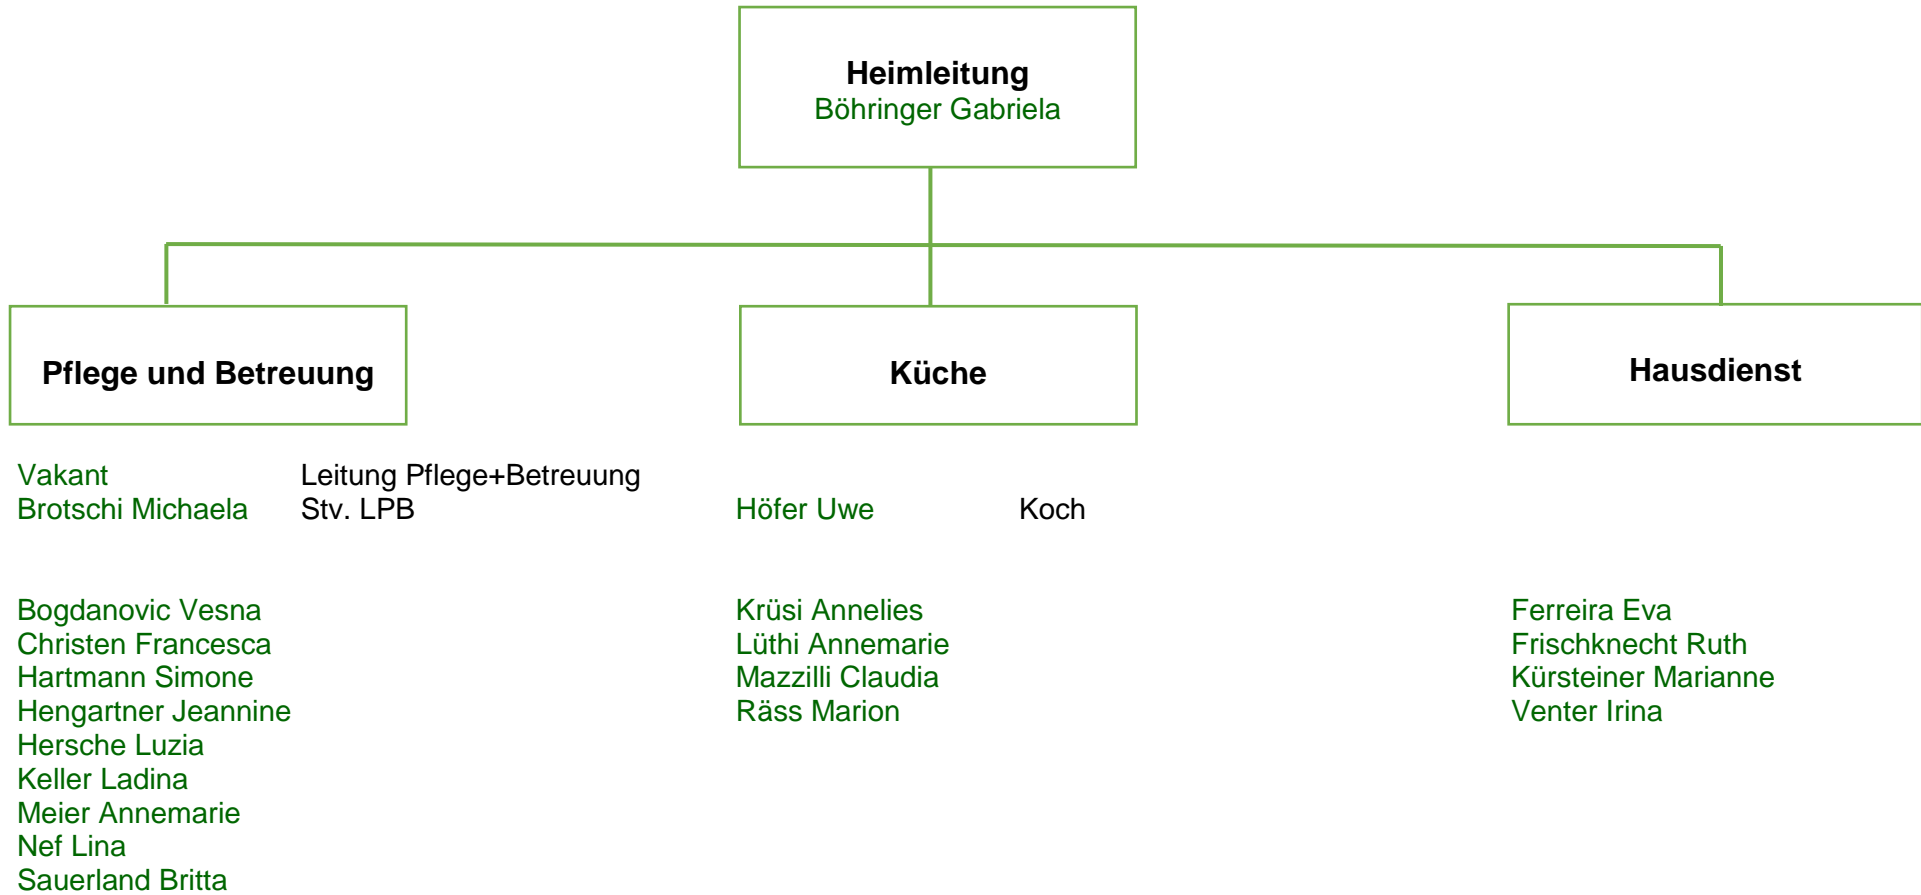 Heimleitung
Böhringer Gabriela
Pflege und Betreuung
Küche
Hausdienst
Vakant Leitung Pflege+Betreuung
Brotschi Michaela Stv. LPB
Höfer Uwe Koch
Bogdanovic Vesna
Christen Francesca
Hartmann Simone
Hengartner Jeannine
Hersche Luzia
Keller Ladina
Meier Annemarie
Nef Lina
Sauerland Britta
Krüsi Annelies
Lüthi Annemarie
Mazzilli Claudia
Räss Marion
Ferreira Eva
Frischknecht Ruth
Kürsteiner Marianne
Venter Irina